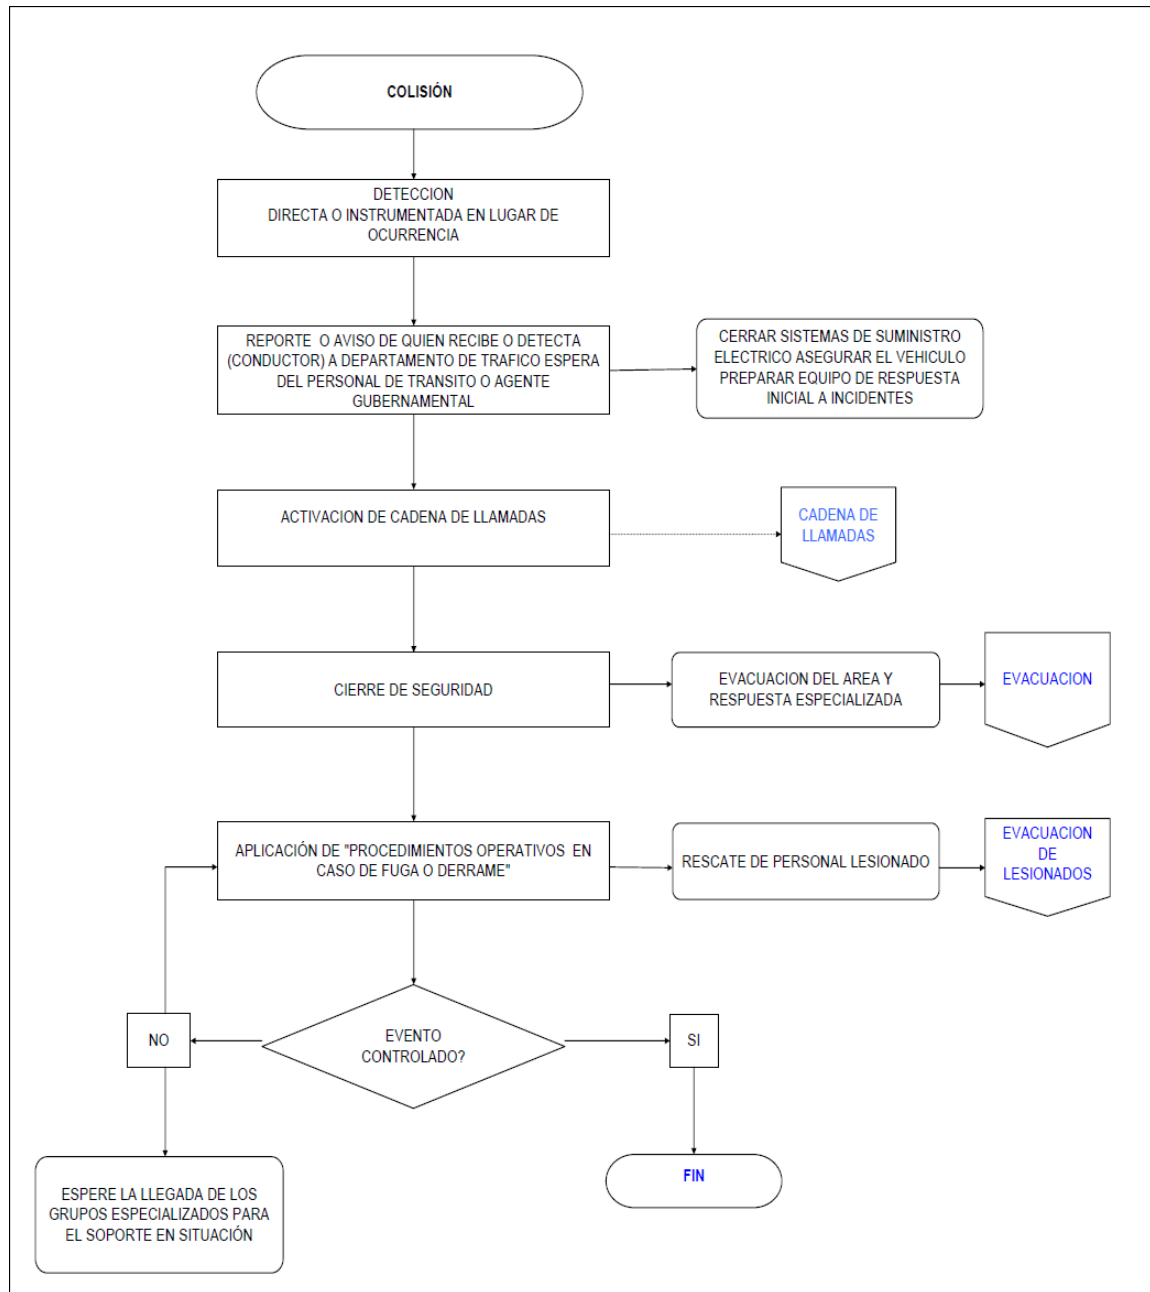 COLISIÓN
DETECCION
DIRECTA O INSTRUMENTADA EN LUGAR DE
OCURRENCIA
REPORTE O AVISO DE QUIEN RECIBE O DETECTA
(CONDUCTOR) A DEPARTAMENTO DE TRAFICO ESPERA
DEL PERSONAL DE TRANSITO O AGENTE
GUBERNAMENTAL
CERRAR SISTEMAS DE SUMINISTRO
ELECTRICO ASEGURAR EL VEHICULO
PREPARAR EQUIPO DE RESPUESTA
INICIAL A INCIDENTES
ACTIVACION DE CADENA DE LLAMADAS
CADENA DE
LLAMADAS
CIERRE DE SEGURIDAD
EVACUACION DEL AREA Y
RESPUESTA ESPECIALIZADA
EVACUACION
APLICACIÓN DE "PROCEDIMIENTOS OPERATIVOS EN
CASO DE FUGA O DERRAME"
RESCATE DE PERSONAL LESIONADO
EVACUACION
DE
LESIONADOS
NO
EVENTO
CONTROLADO?
SI
ESPERE LA LLEGADA DE LOS
GRUPOS ESPECIALIZADOS PARA
EL SOPORTE EN SITUACIÓN
FIN